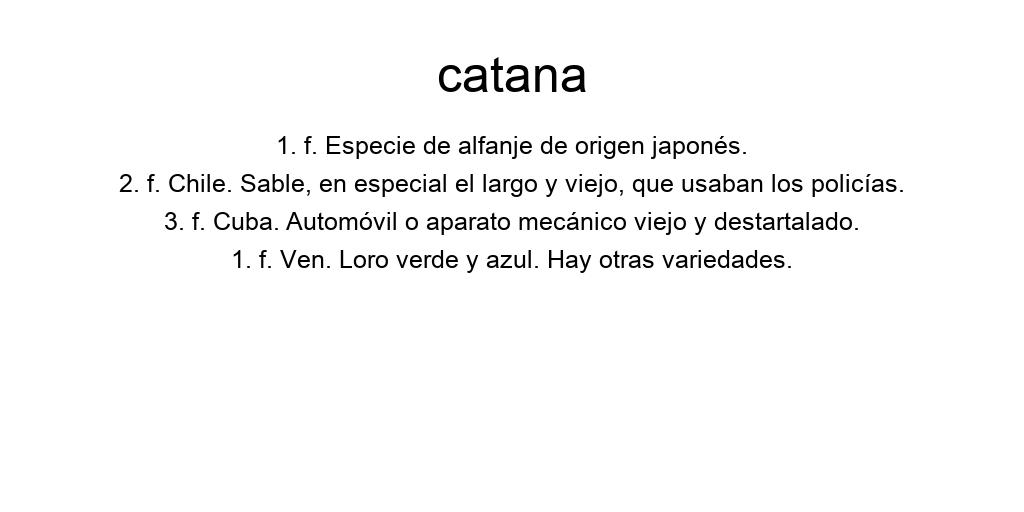 catana
1. f. Especie de alfanje de origen japonés.
2. f. Chile. Sable, en especial el largo y viejo, que usaban los policías.
3. f. Cuba. Automóvil o aparato mecánico viejo y destartalado.
1. f. Ven. Loro verde y azul. Hay otras variedades.